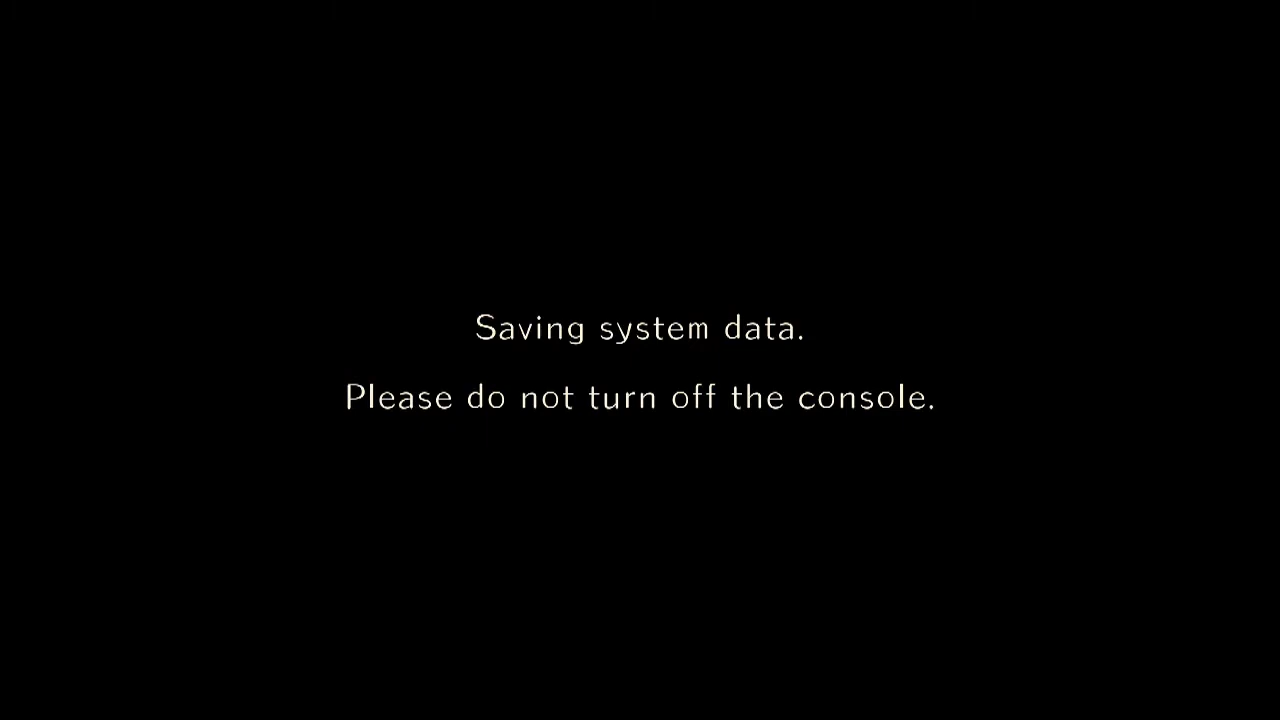 Saving system data.
Please do not turn off the console.